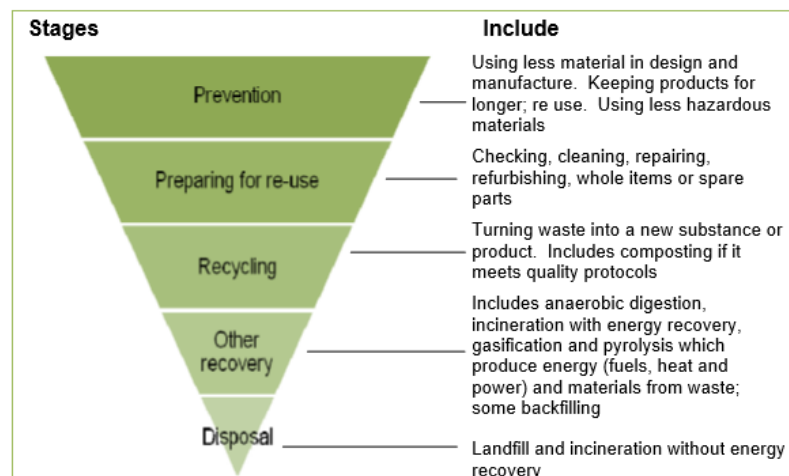 Stages
Include
Prevention
Using less material in design and
manufacture. Keeping products for
longer; re use. Using less hazardous
materials
Preparing for re-use
Checking, cleaning, repairing,
refurbishing, whole items or spare
parts
Recycling
Turning waste into a new substance or
product. Includes composting if it
meets quality protocols
Other
recovery
Includes anaerobic digestion,
incineration with energy recovery,
gasification and pyrolysis which
produce energy (fuels, heat and
power) and materials from waste;
some backfilling
Disposal
Landfill and incineration without energy
recovery